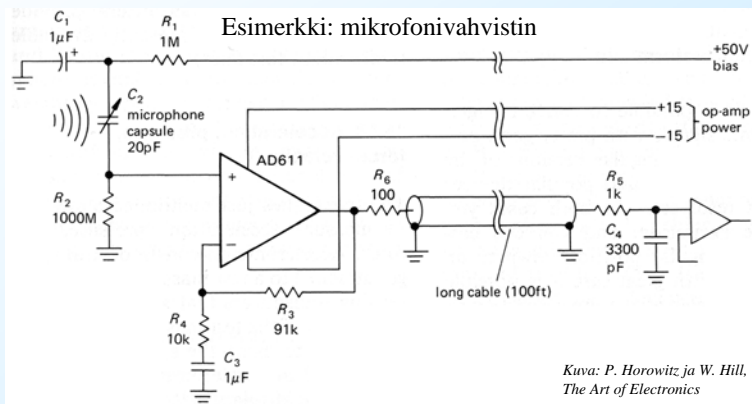 Esimerkki: mikrofonivahvistin
C1
1µF
+
R1
1M
+50V
bias
C2
microphone
capsule
20pF
+15
-15
op-amp
power
AD611
R6
100
R5
1k
R2
1000M
+
−
C4
3300
pF
long cable (100ft)
R3
91k
R4
10k
C3
1µF
Kuva: P. Horowitz ja W. Hill,
The Art of Electronics